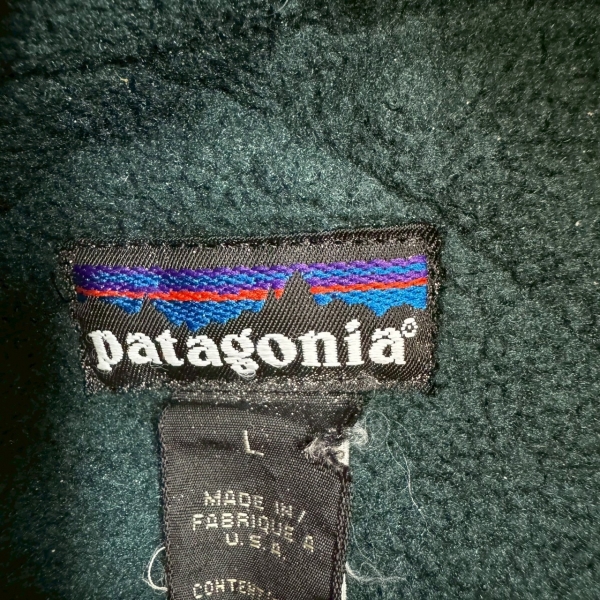 patagonia®
L
MADE IN/
FABRIQUE A
U.S.A.